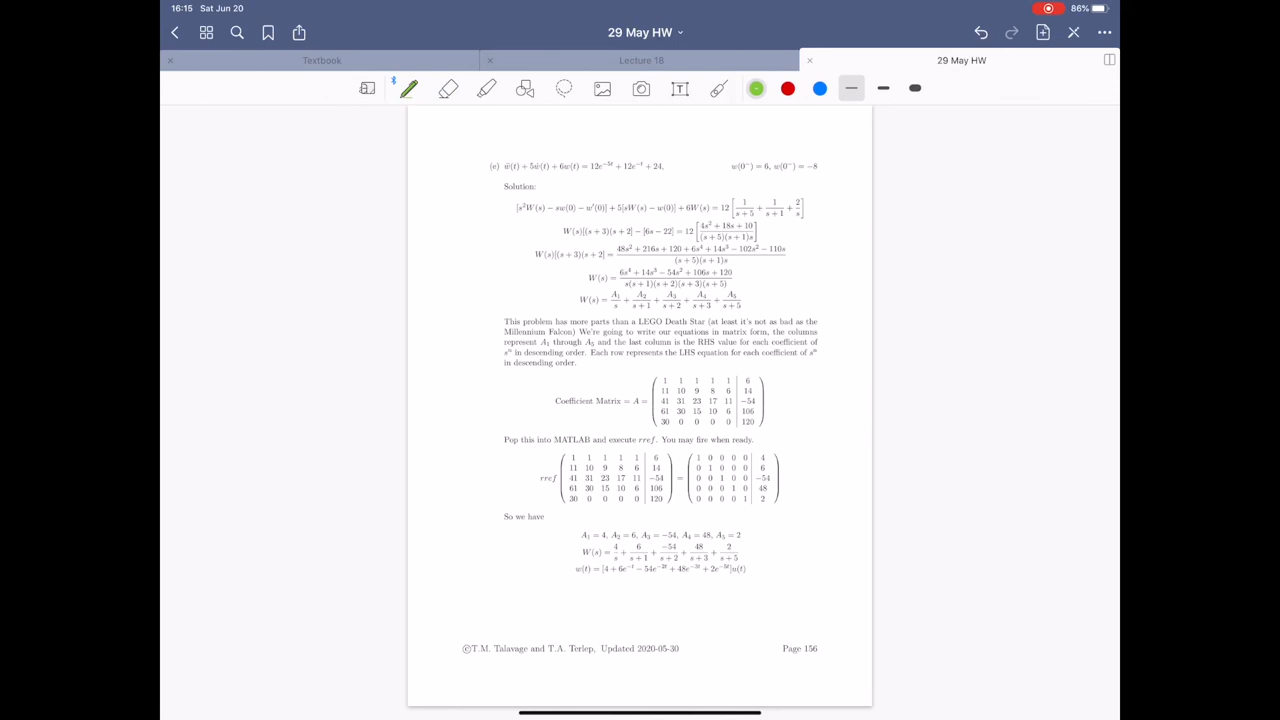 16:15 Sat Jun 20 86%
29 May HW
Textbook Lecture 18 29 May HW
(e) ẅ(t) + 5ẇ(t) + 6w(t) = 12e^{−5t} + 12e^{−t} + 24, w(0⁻) = 6, ẇ(0⁻) = −8
Solution:
[s²W(s) − sw(0) − w′(0)] + 5[sW(s) − w(0)] + 6W(s) = 12 [1/(s+5) + 1/(s+1) + 2/s]
W(s)[(s + 3)(s + 2] − [6s − 22] = 12 [(4s² + 18s + 10)/((s + 5)(s + 1)s)]
W(s)[(s + 3)(s + 2] = (48s² + 216s + 120 + 6s⁴ + 14s³ − 102s² − 110s)/((s + 5)(s + 1)s)
W(s) = (6s⁴ + 14s³ − 54s² + 106s + 120)/(s(s + 1)(s + 2)(s + 3)(s + 5))
W(s) = A₁/s + A₂/(s + 1) + A₃/(s + 2) + A₄/(s + 3) + A₅/(s + 5)
This problem has more parts than a LEGO Death Star (at least it's not as bad as the
Millennium Falcon) We're going to write our equations in matrix form, the columns
represent A₁ through A₅ and the last column is the RHS value for each coefficient of
sⁿ in descending order. Each row represents the LHS equation for each coefficient of sⁿ
in descending order.
1 1 1 1 1 | 6
11 10 9 8 6 | 14
Coefficient Matrix = A = 41 31 23 17 11 | −54
61 30 15 10 6 | 106
30 0 0 0 0 | 120
Pop this into MATLAB and execute rref. You may fire when ready.
1 1 1 1 1 | 6 1 0 0 0 0 | 4
11 10 9 8 6 | 14 0 1 0 0 0 | 6
rref 41 31 23 17 11 | −54 = 0 0 1 0 0 | −54
61 30 15 10 6 | 106 0 0 0 1 0 | 48
30 0 0 0 0 | 120 0 0 0 0 1 | 2
So we have
A₁ = 4, A₂ = 6, A₃ = −54, A₄ = 48, A₅ = 2
W(s) = 4/s + 6/(s + 1) + −54/(s + 2) + 48/(s + 3) + 2/(s + 5)
w(t) = [4 + 6e^{−t} − 54e^{−2t} + 48e^{−3t} + 2e^{−5t}]u(t)
©T.M. Talavage and T.A. Terlep, Updated 2020-05-30 Page 156